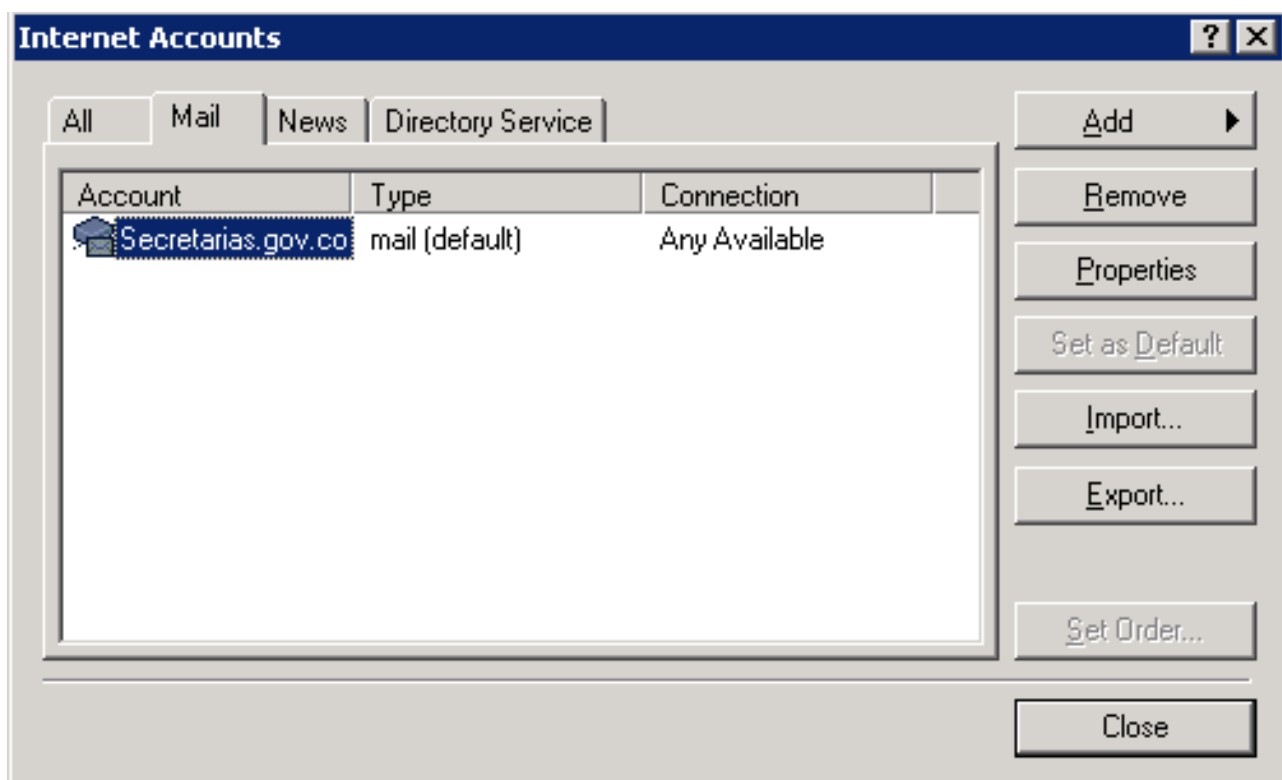 Internet Accounts
All Mail News Directory Service
Add
Account Type Connection
Remove
Secretarias.gov.co mail (default) Any Available
Properties
Set as Default
Import...
Export...
Set Order...
Close